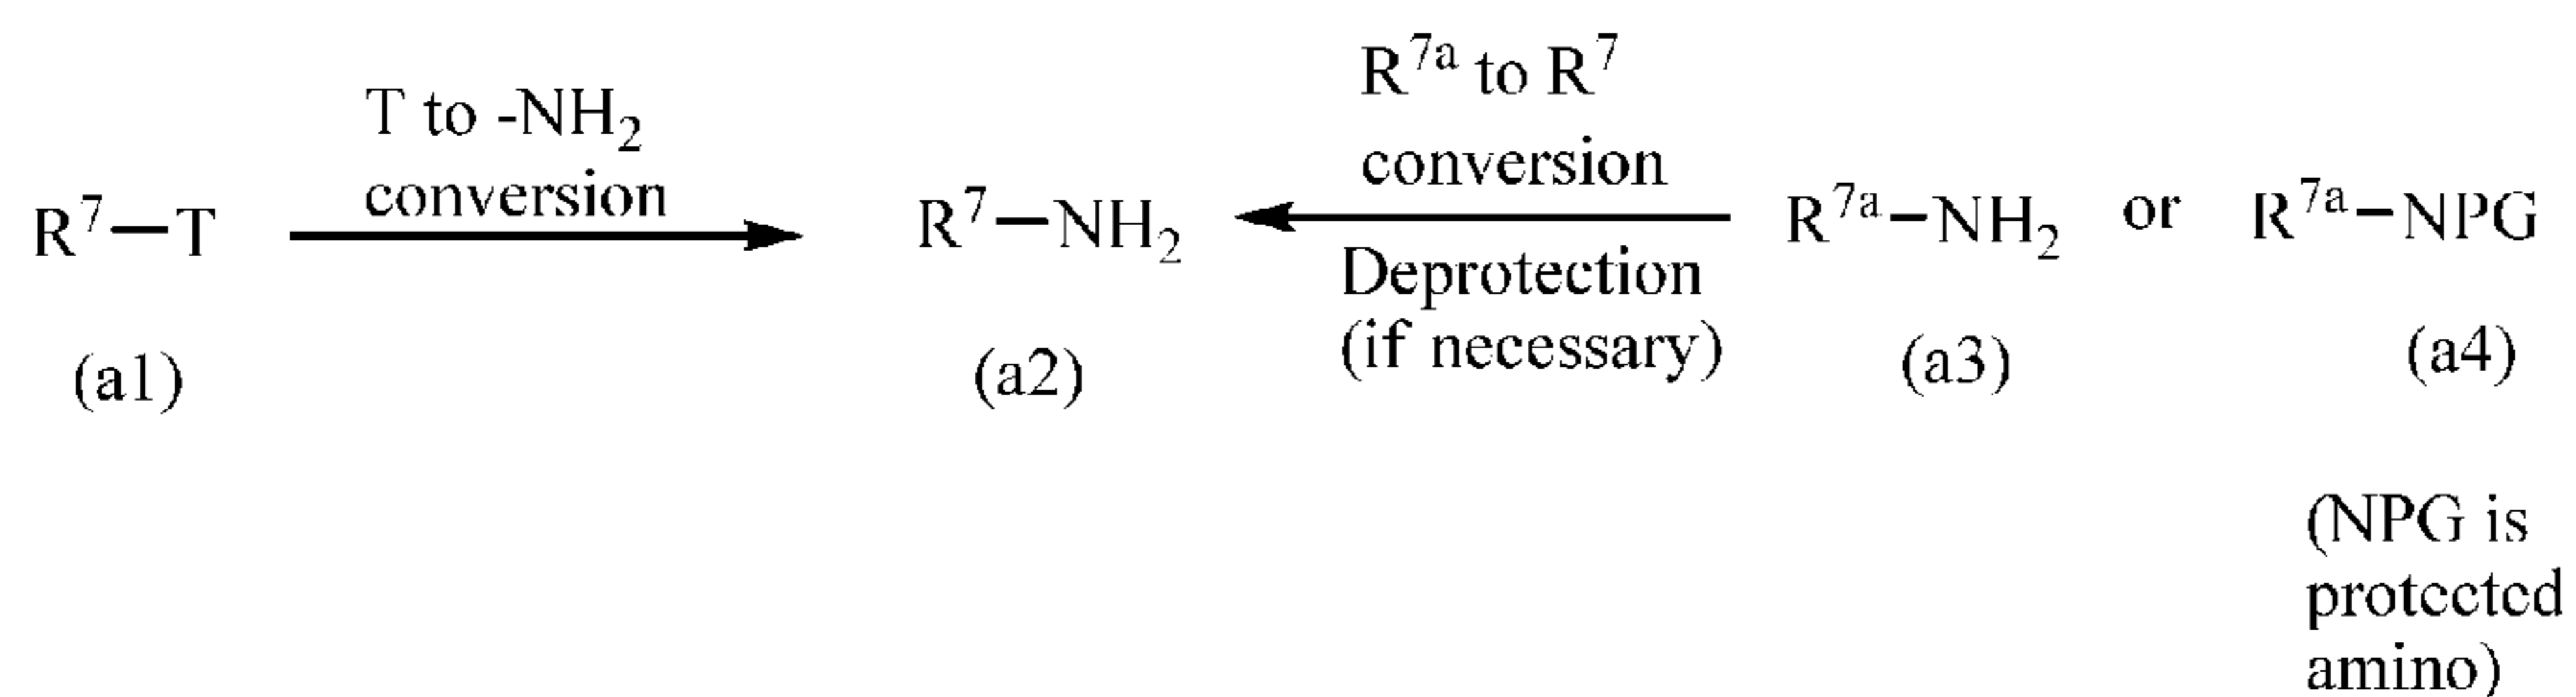 T to -NH₂
conversion
R⁷ᵃ to R⁷
conversion
R⁷—T
R⁷—NH₂
Deprotection
(if necessary)
R⁷ᵃ—NH₂ or R⁷ᵃ—NPG
(a1)
(a2)
(a3)
(a4)
(NPG is
protected
amino)